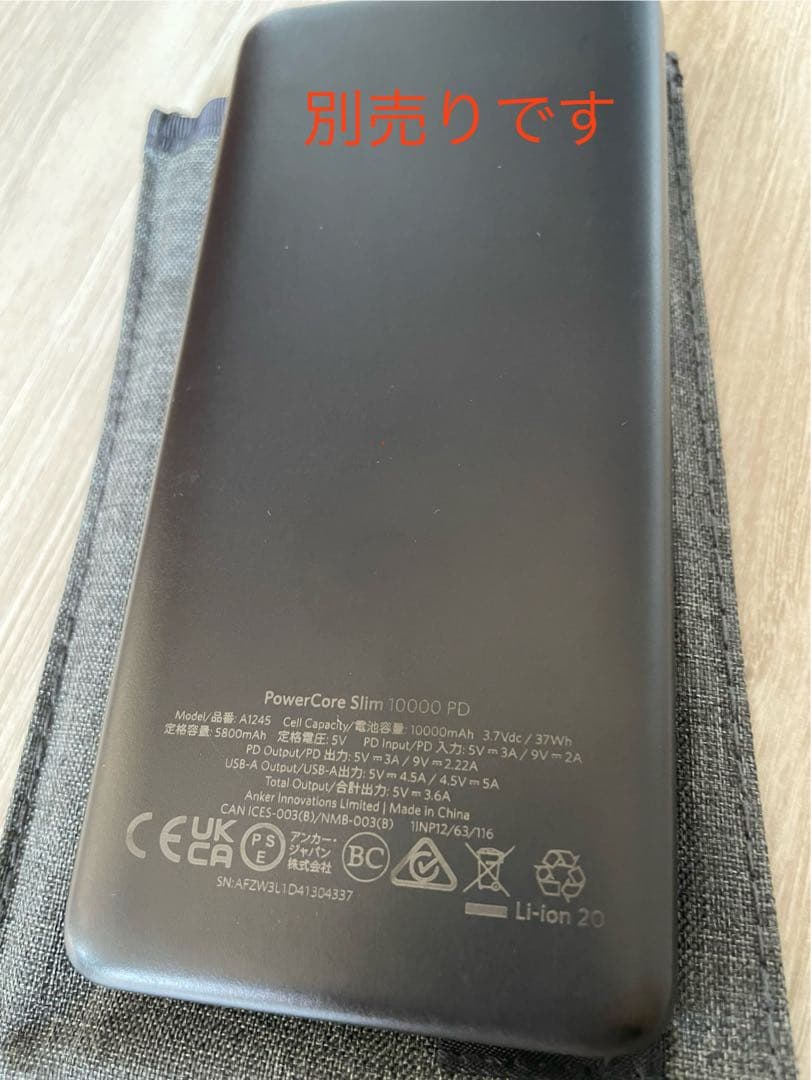 別売りです
PowerCore Slim 10000 PD
Model/品番: A1245 Cell Capacity/電池容量: 10000mAh 3.7Vdc / 37Wh
定格容量: 5800mAh 定格電圧: 5V PD Input/PD 入力: 5V⎓3A / 9V⎓2A
PD Output/PD 出力: 5V⎓3A / 9V⎓2.22A
USB-A Output/USB-A出力: 5V⎓4.5A / 4.5V⎓5A
Total Output/合計出力: 5V⎓3.6A
Anker Innovations Limited | Made in China
CAN ICES-003(B)/NMB-003(B) 1INP12/63/116
CE UK CA PSE アンカー・ジャパン株式会社 BC
SN:AFZW3L1D41304337
Li-ion 20